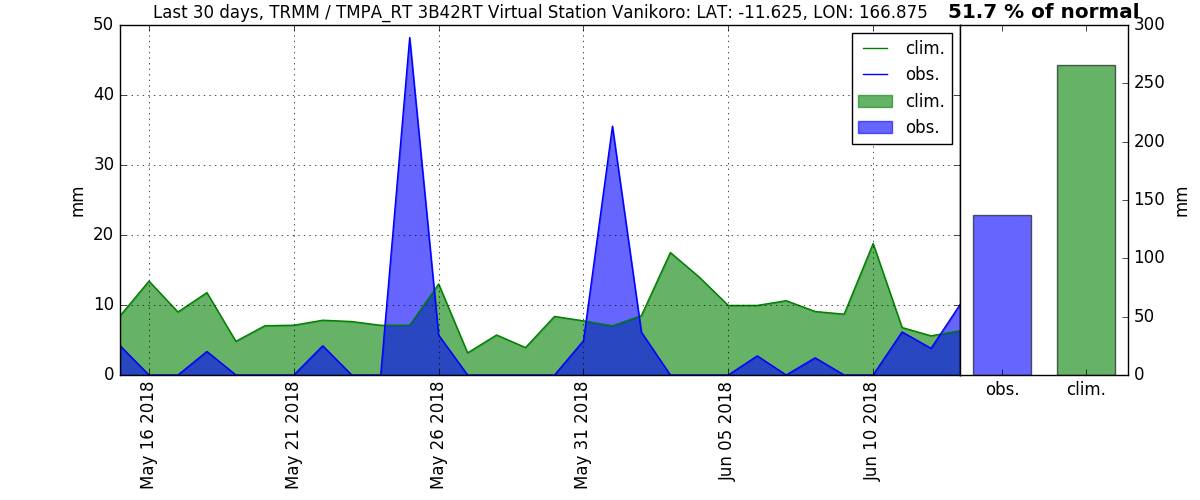 Last 30 days, TRMM / TMPA_RT 3B42RT Virtual Station Vanikoro: LAT: -11.625, LON: 166.875
51.7 % of normal
50
40
30
20
10
0
mm
clim.
obs.
clim.
obs.
May 16 2018
May 21 2018
May 26 2018
May 31 2018
Jun 05 2018
Jun 10 2018
300
250
200
150
100
50
0
mm
obs.
clim.